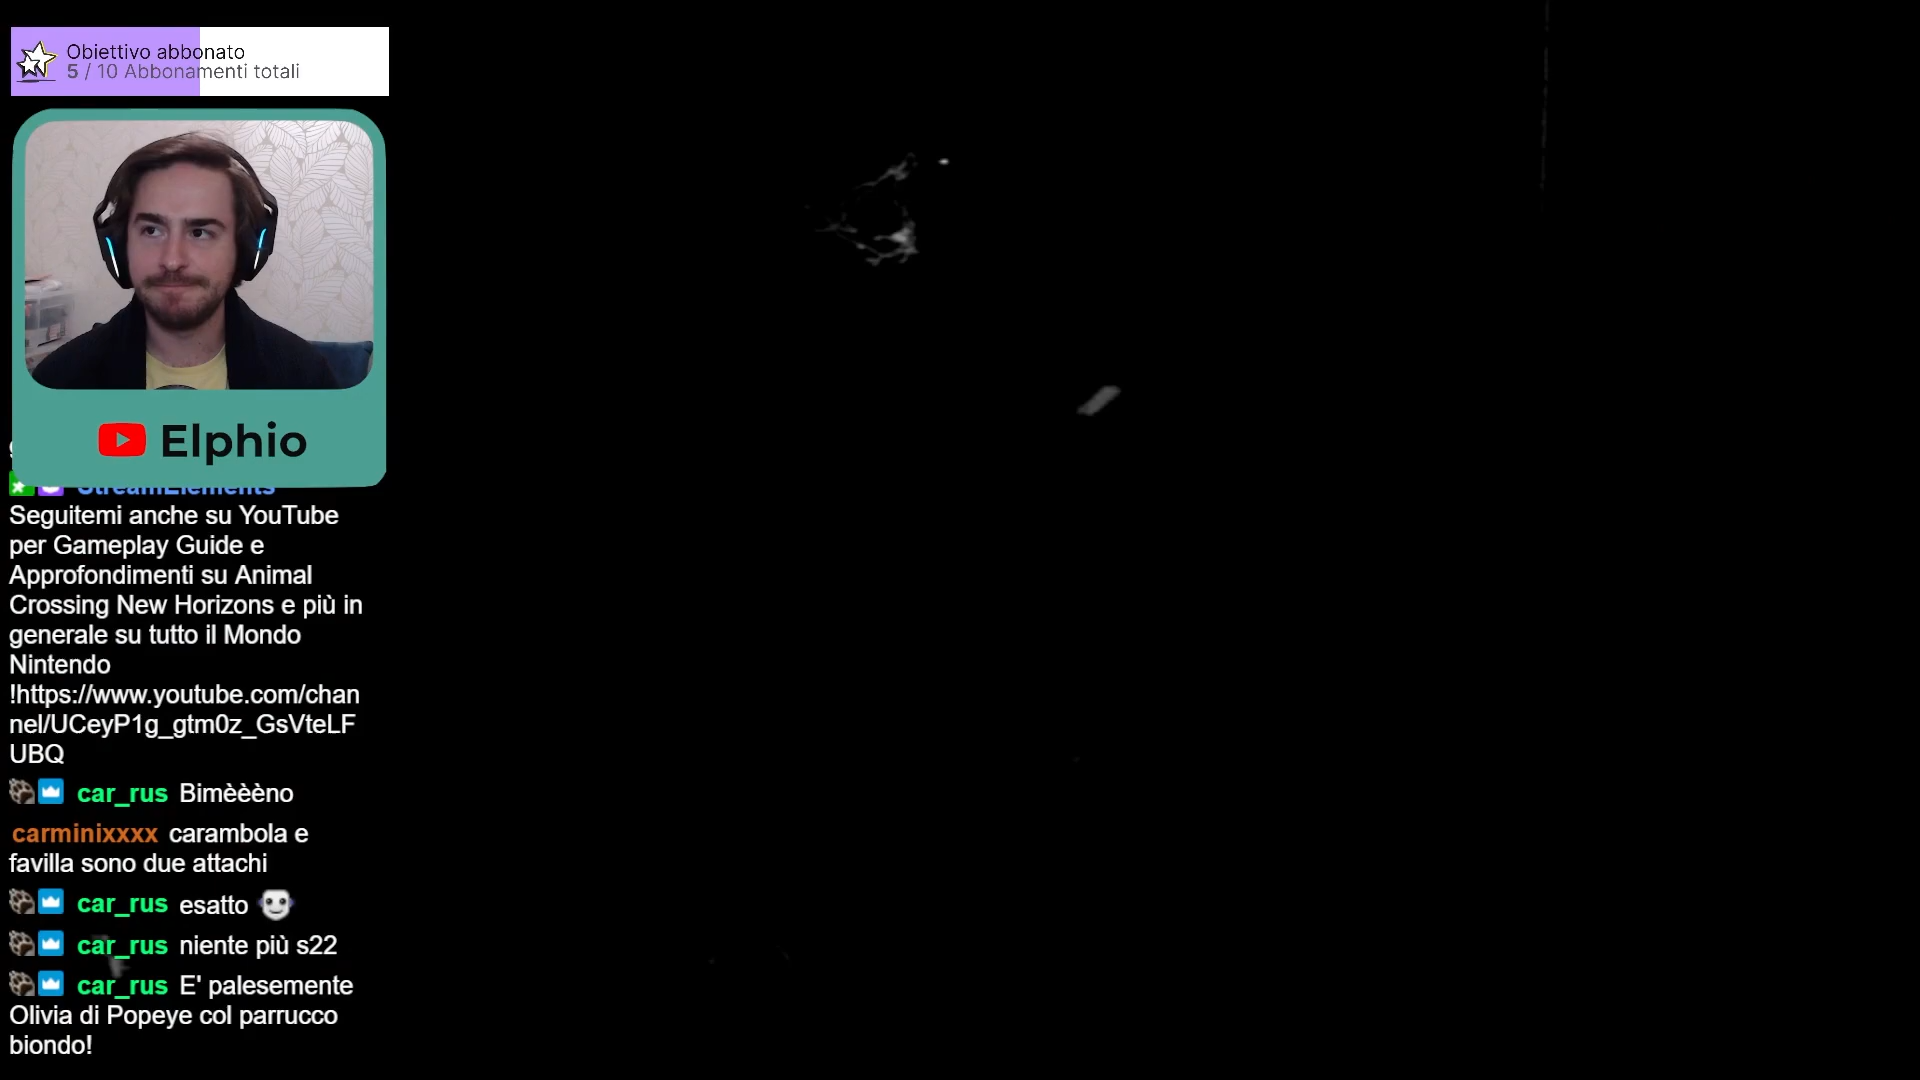 Obiettivo abbonato
5 / 10 Abbonamenti totali
Elphio
StreamElements
Seguitemi anche su YouTube
per Gameplay Guide e
Approfondimenti su Animal
Crossing New Horizons e più in
generale su tutto il Mondo
Nintendo
!https://www.youtube.com/chan
nel/UCeyP1g_gtm0z_GsVteLF
UBQ
car_rus Bimèèèno
carminixxxx carambola e
favilla sono due attachi
car_rus esatto
car_rus niente più s22
car_rus E' palesemente
Olivia di Popeye col parrucco
biondo!